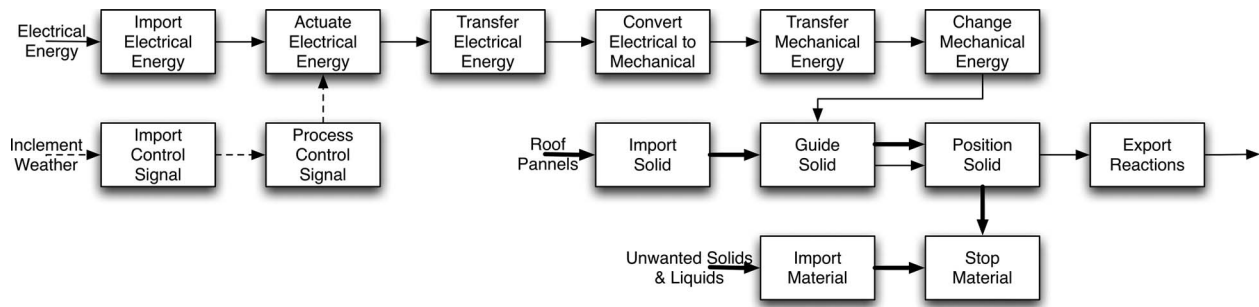 Electrical
Energy
Import
Electrical
Energy
Actuate
Electrical
Energy
Transfer
Electrical
Energy
Convert
Electrical to
Mechanical
Transfer
Mechanical
Energy
Change
Mechanical
Energy
Inclement
Weather
Import
Control
Signal
Process
Control
Signal
Roof
Pannels
Import
Solid
Guide
Solid
Position
Solid
Export
Reactions
Unwanted Solids
& Liquids
Import
Material
Stop
Material